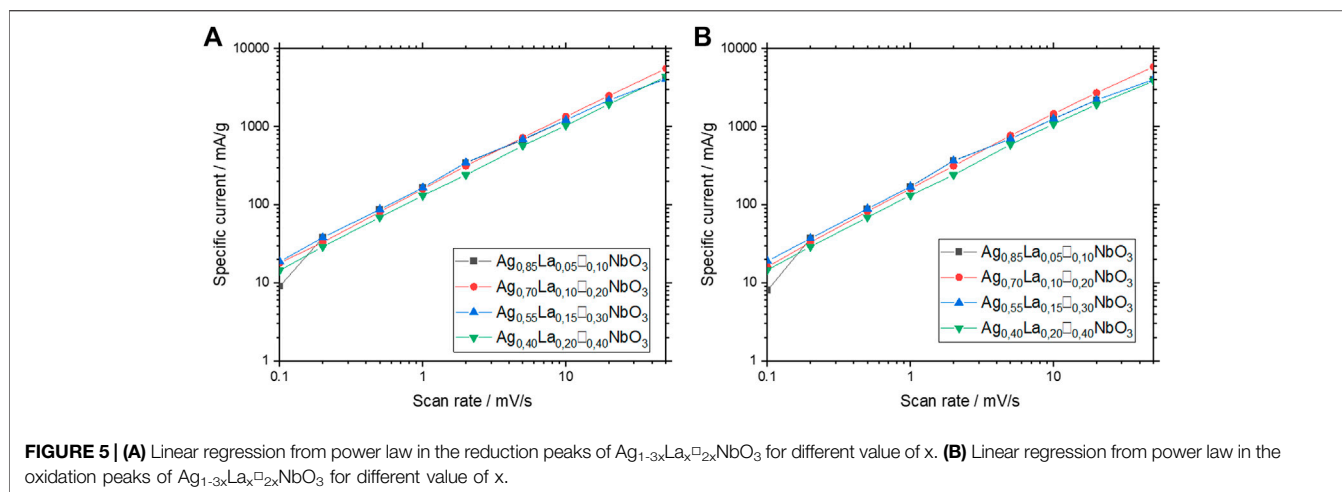 A
10000
1000
100
10
1
Specific current / mA/g
0.1
1
10
Scan rate / mV/s
Ag0,85La0,05□0,10NbO3
Ag0,70La0,10□0,20NbO3
Ag0,55La0,15□0,30NbO3
Ag0,40La0,20□0,40NbO3
B
10000
1000
100
10
1
Specific current / mA/g
0.1
1
10
Scan rate / mV/s
Ag0,85La0,05□0,10NbO3
Ag0,70La0,10□0,20NbO3
Ag0,55La0,15□0,30NbO3
Ag0,40La0,20□0,40NbO3
FIGURE 5 | (A) Linear regression from power law in the reduction peaks of Ag1-3xLax□2xNbO3 for different value of x. (B) Linear regression from power law in the
oxidation peaks of Ag1-3xLax□2xNbO3 for different value of x.